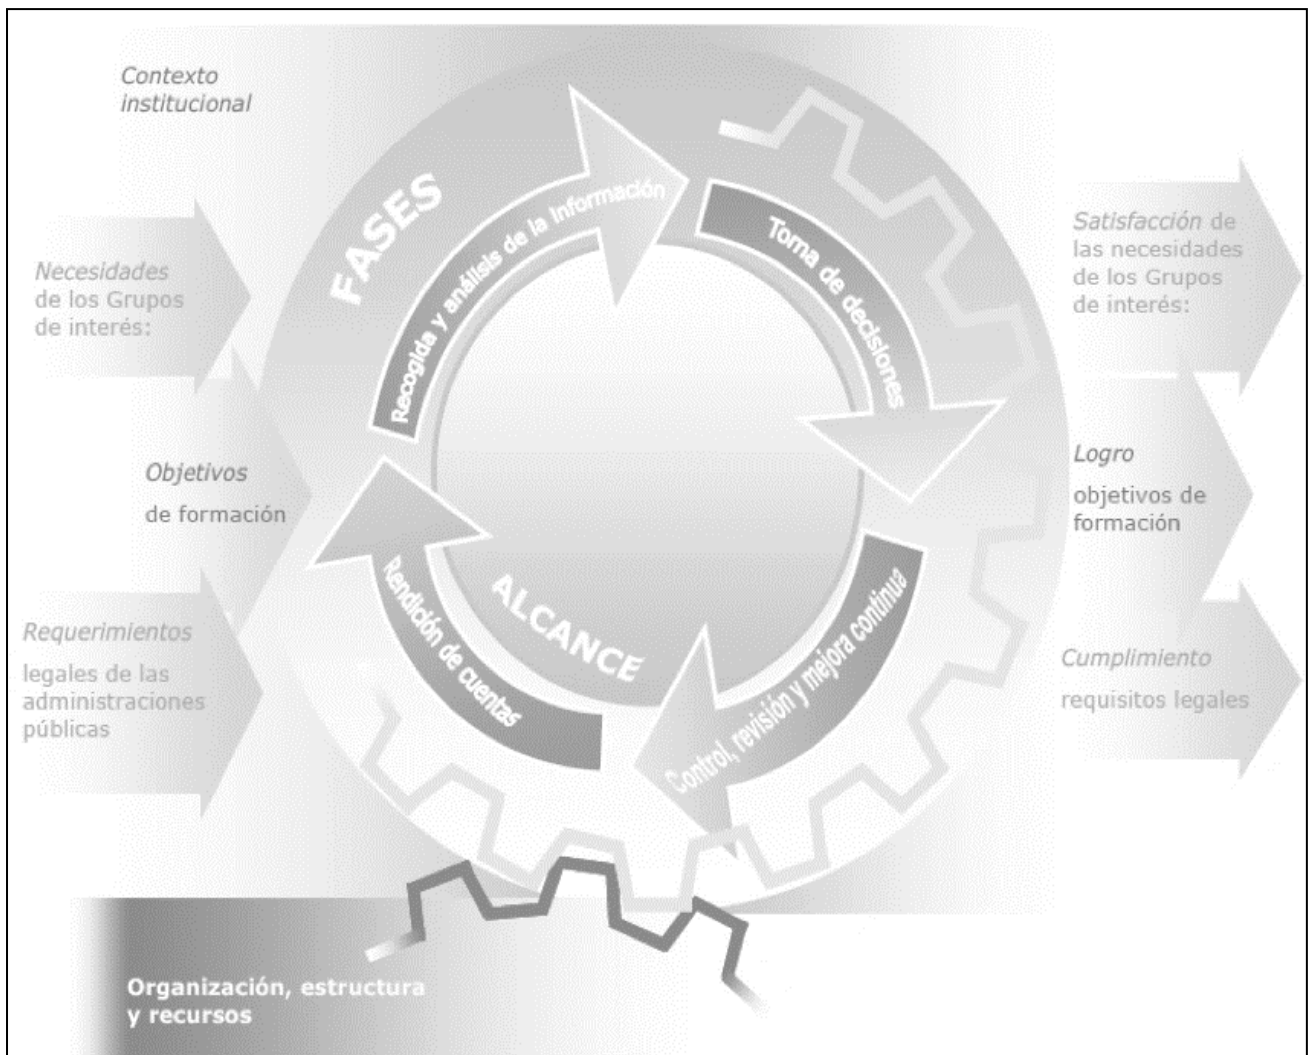 Contexto
institucional
Necesidades
de los Grupos
de interés:
Objetivos
de formación
Requerimientos
legales de las
administraciones
públicas
FASES
Recogida y análisis de la Información
Toma de decisiones
Control, revisión y mejora continua
Rendición de cuentas
ALCANCE
Satisfacción de
las necesidades
de los Grupos
de interés:
Logro
objetivos de
formación
Cumplimiento
requisitos legales
Organización, estructura
y recursos